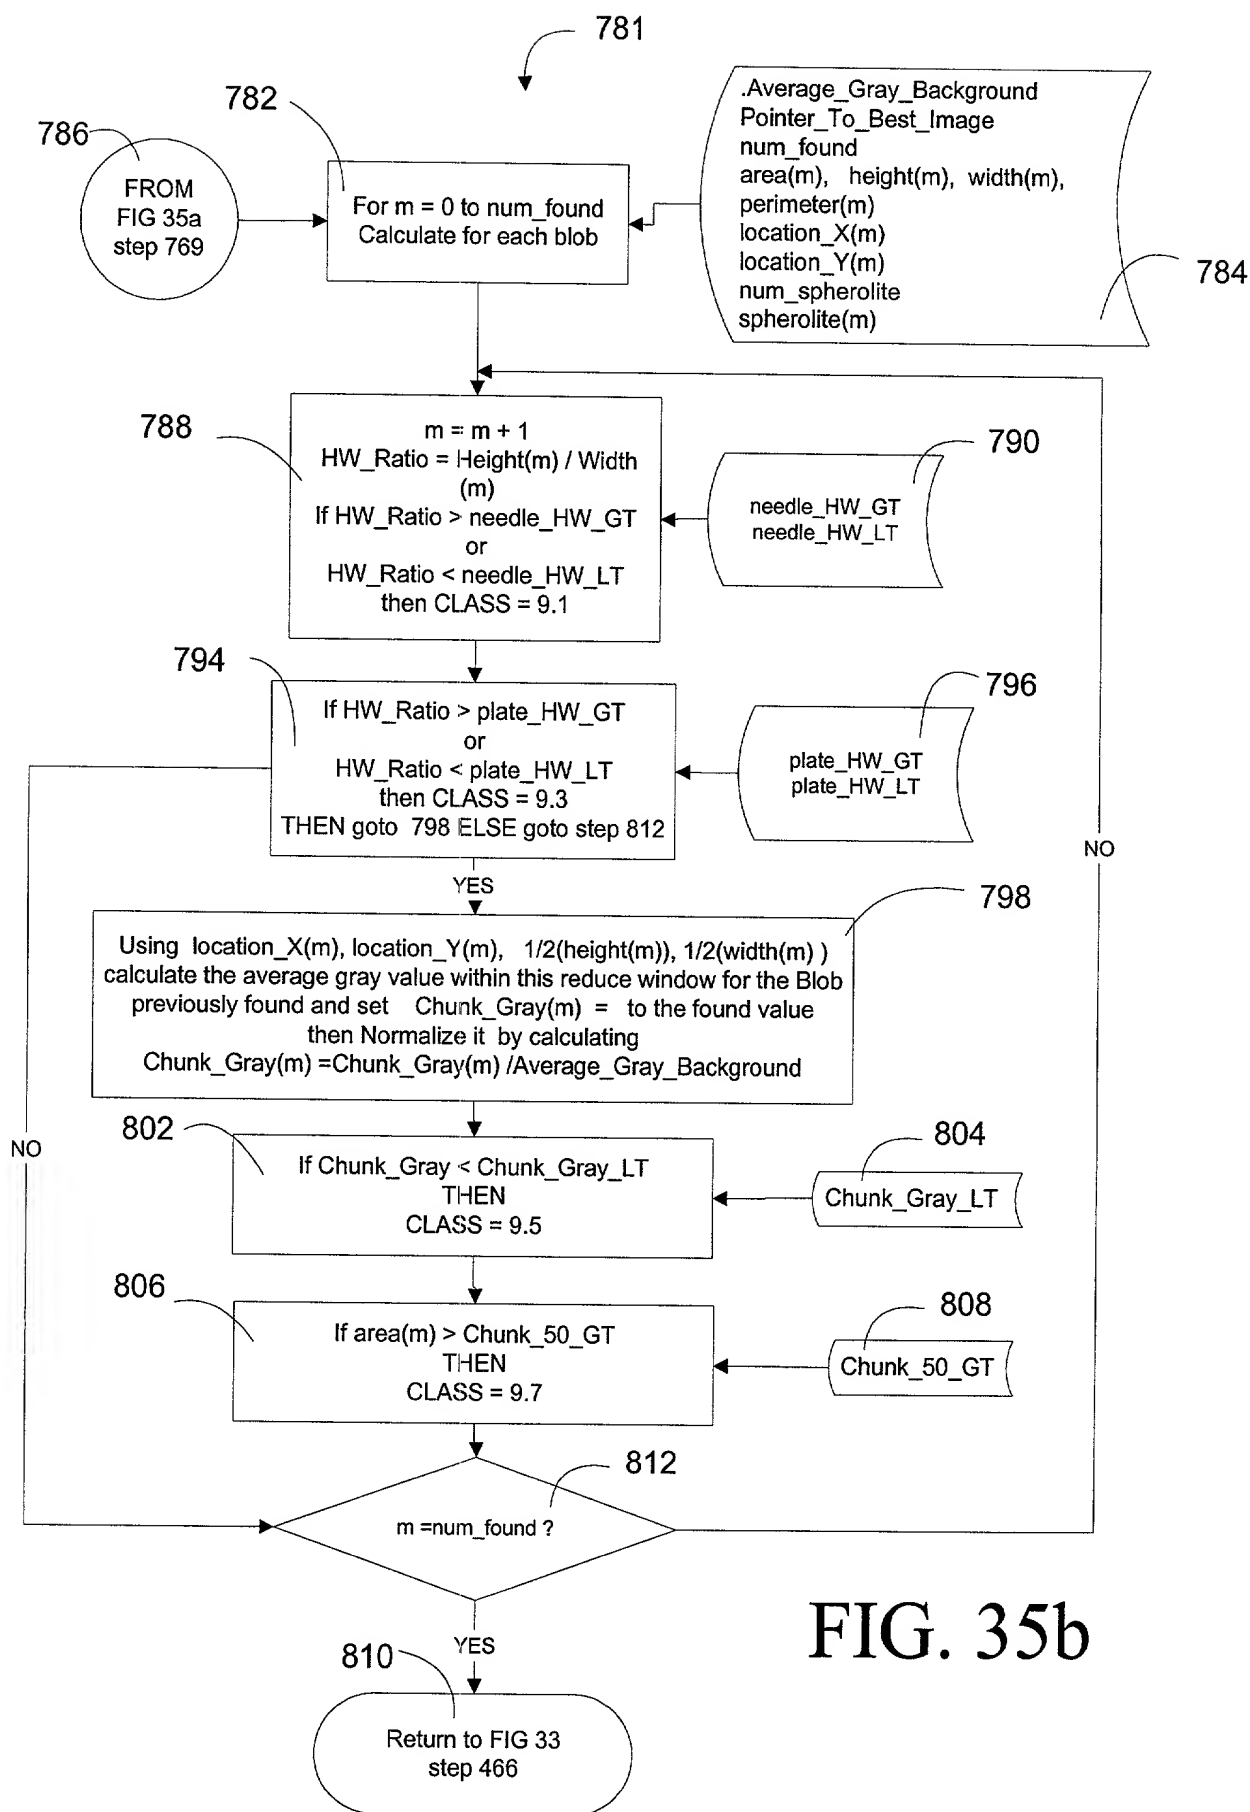 781
782
786
FROM
FIG 35a
step 769
For m = 0 to num_found
Calculate for each blob
.Average_Gray_Background
Pointer_To_Best_Image
num_found
area(m), height(m), width(m),
perimeter(m)
location_X(m)
location_Y(m)
num_spherolite
spherolite(m)
784
788
m = m + 1
HW_Ratio = Height(m) / Width
(m)
If HW_Ratio > needle_HW_GT
or
HW_Ratio < needle_HW_LT
then CLASS = 9.1
790
needle_HW_GT
needle_HW_LT
794
If HW_Ratio > plate_HW_GT
or
HW_Ratio < plate_HW_LT
then CLASS = 9.3
THEN goto 798 ELSE goto step 812
796
plate_HW_GT
plate_HW_LT
NO
YES
798
Using location_X(m), location_Y(m), 1/2(height(m)), 1/2(width(m) )
calculate the average gray value within this reduce window for the Blob
previously found and set Chunk_Gray(m) = to the found value
then Normalize it by calculating
Chunk_Gray(m) =Chunk_Gray(m) /Average_Gray_Background
NO
802
If Chunk_Gray < Chunk_Gray_LT
THEN
CLASS = 9.5
804
Chunk_Gray_LT
806
If area(m) > Chunk_50_GT
THEN
CLASS = 9.7
808
Chunk_50_GT
812
m =num_found ?
YES
810
Return to FIG 33
step 466
FIG. 35b